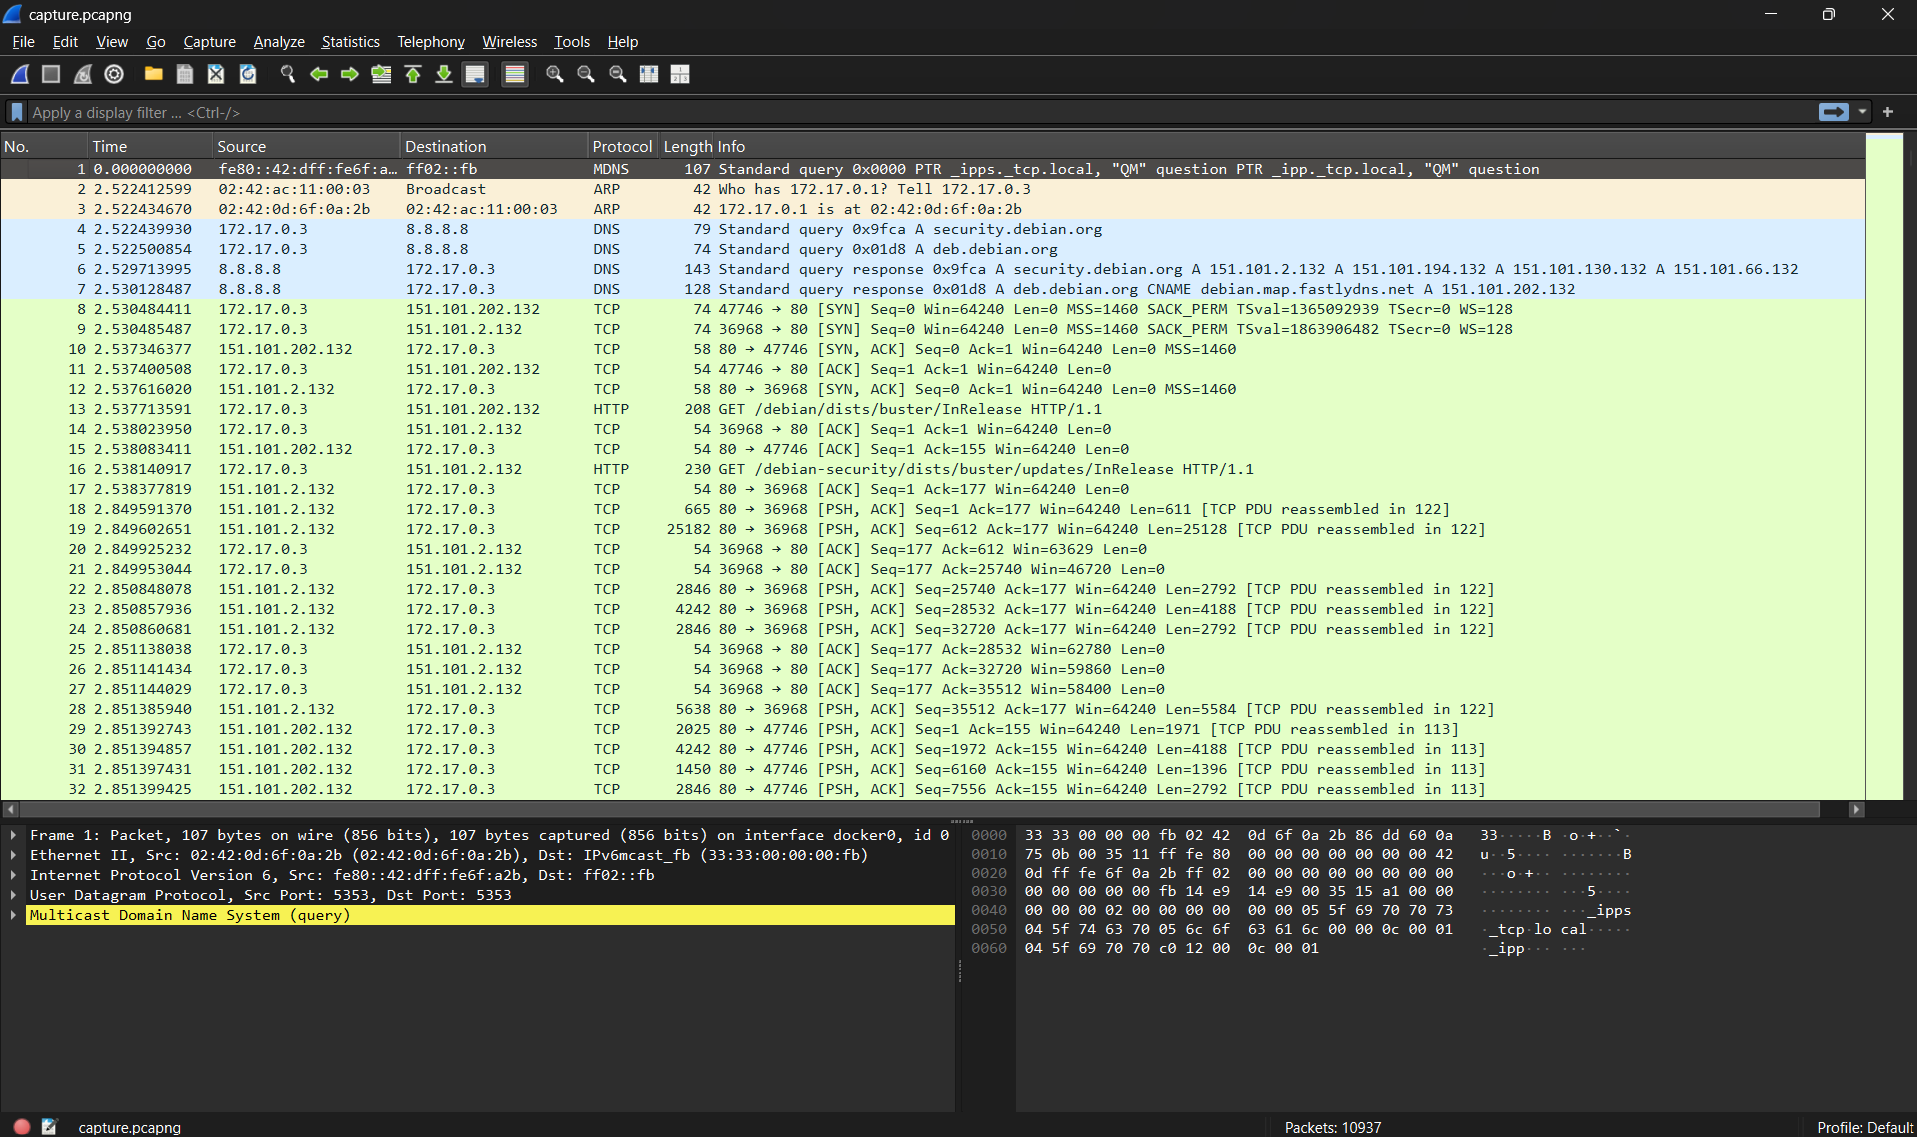 capture.pcapng
File Edit View Go Capture Analyze Statistics Telephony Wireless Tools Help
Apply a display filter ... <Ctrl-/>
No. Time Source Destination Protocol Length Info
1 0.000000000 fe80::42:dff:fe6f:a… ff02::fb MDNS 107 Standard query 0x0000 PTR _ipps._tcp.local, "QM" question PTR _ipp._tcp.local, "QM" question
2 2.522412599 02:42:ac:11:00:03 Broadcast ARP 42 Who has 172.17.0.1? Tell 172.17.0.3
3 2.522434670 02:42:0d:6f:0a:2b 02:42:ac:11:00:03 ARP 42 172.17.0.1 is at 02:42:0d:6f:0a:2b
4 2.522439930 172.17.0.3 8.8.8.8 DNS 79 Standard query 0x9fca A security.debian.org
5 2.522500854 172.17.0.3 8.8.8.8 DNS 74 Standard query 0x01d8 A deb.debian.org
6 2.529713995 8.8.8.8 172.17.0.3 DNS 143 Standard query response 0x9fca A security.debian.org A 151.101.2.132 A 151.101.194.132 A 151.101.130.132 A 151.101.66.132
7 2.530128487 8.8.8.8 172.17.0.3 DNS 128 Standard query response 0x01d8 A deb.debian.org CNAME debian.map.fastlydns.net A 151.101.202.132
8 2.530484411 172.17.0.3 151.101.202.132 TCP 74 47746 → 80 [SYN] Seq=0 Win=64240 Len=0 MSS=1460 SACK_PERM TSval=1365092939 TSecr=0 WS=128
9 2.530485487 172.17.0.3 151.101.2.132 TCP 74 36968 → 80 [SYN] Seq=0 Win=64240 Len=0 MSS=1460 SACK_PERM TSval=1863906482 TSecr=0 WS=128
10 2.537346377 151.101.202.132 172.17.0.3 TCP 58 80 → 47746 [SYN, ACK] Seq=0 Ack=1 Win=64240 Len=0 MSS=1460
11 2.537400508 172.17.0.3 151.101.202.132 TCP 54 47746 → 80 [ACK] Seq=1 Ack=1 Win=64240 Len=0
12 2.537616020 151.101.2.132 172.17.0.3 TCP 58 80 → 36968 [SYN, ACK] Seq=0 Ack=1 Win=64240 Len=0 MSS=1460
13 2.537713591 172.17.0.3 151.101.202.132 HTTP 208 GET /debian/dists/buster/InRelease HTTP/1.1
14 2.538023950 172.17.0.3 151.101.2.132 TCP 54 36968 → 80 [ACK] Seq=1 Ack=1 Win=64240 Len=0
15 2.538083411 151.101.202.132 172.17.0.3 TCP 54 80 → 47746 [ACK] Seq=1 Ack=155 Win=64240 Len=0
16 2.538140917 172.17.0.3 151.101.2.132 HTTP 230 GET /debian-security/dists/buster/updates/InRelease HTTP/1.1
17 2.538377819 151.101.2.132 172.17.0.3 TCP 54 80 → 36968 [ACK] Seq=1 Ack=177 Win=64240 Len=0
18 2.849591370 151.101.2.132 172.17.0.3 TCP 665 80 → 36968 [PSH, ACK] Seq=1 Ack=177 Win=64240 Len=611 [TCP PDU reassembled in 122]
19 2.849602651 151.101.2.132 172.17.0.3 TCP 25182 80 → 36968 [PSH, ACK] Seq=612 Ack=177 Win=64240 Len=25128 [TCP PDU reassembled in 122]
20 2.849925232 172.17.0.3 151.101.2.132 TCP 54 36968 → 80 [ACK] Seq=177 Ack=612 Win=63629 Len=0
21 2.849953044 172.17.0.3 151.101.2.132 TCP 54 36968 → 80 [ACK] Seq=177 Ack=25740 Win=46720 Len=0
22 2.850848078 151.101.2.132 172.17.0.3 TCP 2846 80 → 36968 [PSH, ACK] Seq=25740 Ack=177 Win=64240 Len=2792 [TCP PDU reassembled in 122]
23 2.850857936 151.101.2.132 172.17.0.3 TCP 4242 80 → 36968 [PSH, ACK] Seq=28532 Ack=177 Win=64240 Len=4188 [TCP PDU reassembled in 122]
24 2.850860681 151.101.2.132 172.17.0.3 TCP 2846 80 → 36968 [PSH, ACK] Seq=32720 Ack=177 Win=64240 Len=2792 [TCP PDU reassembled in 122]
25 2.851138038 172.17.0.3 151.101.2.132 TCP 54 36968 → 80 [ACK] Seq=177 Ack=28532 Win=62780 Len=0
26 2.851141434 172.17.0.3 151.101.2.132 TCP 54 36968 → 80 [ACK] Seq=177 Ack=32720 Win=59860 Len=0
27 2.851144029 172.17.0.3 151.101.2.132 TCP 54 36968 → 80 [ACK] Seq=177 Ack=35512 Win=58400 Len=0
28 2.851385940 151.101.2.132 172.17.0.3 TCP 5638 80 → 36968 [PSH, ACK] Seq=35512 Ack=177 Win=64240 Len=5584 [TCP PDU reassembled in 122]
29 2.851392743 151.101.202.132 172.17.0.3 TCP 2025 80 → 47746 [PSH, ACK] Seq=1 Ack=155 Win=64240 Len=1971 [TCP PDU reassembled in 113]
30 2.851394857 151.101.202.132 172.17.0.3 TCP 4242 80 → 47746 [PSH, ACK] Seq=1972 Ack=155 Win=64240 Len=4188 [TCP PDU reassembled in 113]
31 2.851397431 151.101.202.132 172.17.0.3 TCP 1450 80 → 47746 [PSH, ACK] Seq=6160 Ack=155 Win=64240 Len=1396 [TCP PDU reassembled in 113]
32 2.851399425 151.101.202.132 172.17.0.3 TCP 2846 80 → 47746 [PSH, ACK] Seq=7556 Ack=155 Win=64240 Len=2792 [TCP PDU reassembled in 113]
Frame 1: Packet, 107 bytes on wire (856 bits), 107 bytes captured (856 bits) on interface docker0, id 0
Ethernet II, Src: 02:42:0d:6f:0a:2b (02:42:0d:6f:0a:2b), Dst: IPv6mcast_fb (33:33:00:00:00:fb)
Internet Protocol Version 6, Src: fe80::42:dff:fe6f:a2b, Dst: ff02::fb
User Datagram Protocol, Src Port: 5353, Dst Port: 5353
Multicast Domain Name System (query)
0000 33 33 00 00 00 fb 02 42 0d 6f 0a 2b 86 dd 60 0a 33·····B ·o·+··`·
0010 75 0b 00 35 11 ff fe 80 00 00 00 00 00 00 00 42 u··5···· ·······B
0020 0d ff fe 6f 0a 2b ff 02 00 00 00 00 00 00 00 00 ···o·+·· ········
0030 00 00 00 00 00 fb 14 e9 14 e9 00 35 15 a1 00 00 ········ ···5····
0040 00 00 00 02 00 00 00 00 00 00 05 5f 69 70 70 73 ········ ···_ipps
0050 04 5f 74 63 70 05 6c 6f 63 61 6c 00 00 0c 00 01 ·_tcp·lo cal·····
0060 04 5f 69 70 70 c0 12 00 0c 00 01 ·_ipp··· ···
capture.pcapng Packets: 10937 Profile: Default